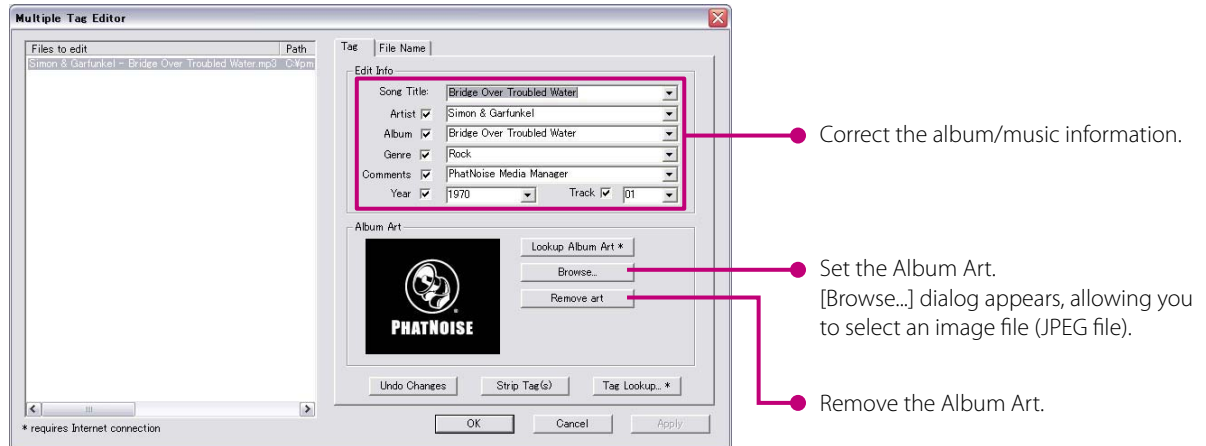 Multiple Tag Editor
Files to edit Path
Simon & Garfunkel - Bridge Over Troubled Water.mp3 C:¥pm
Tag File Name
Edit Info
Song Title: Bridge Over Troubled Water
Artist Simon & Garfunkel
Album Bridge Over Troubled Water
Genre Rock
Comments PhatNoise Media Manager
Year 1970 Track 01
Correct the album/music information.
Album Art
PHATNOISE
Lookup Album Art *
Browse...
Remove art
Set the Album Art.
[Browse...] dialog appears, allowing you
to select an image file (JPEG file).
Remove the Album Art.
Undo Changes Strip Tag(s) Tag Lookup... *
* requires Internet connection
OK Cancel Apply